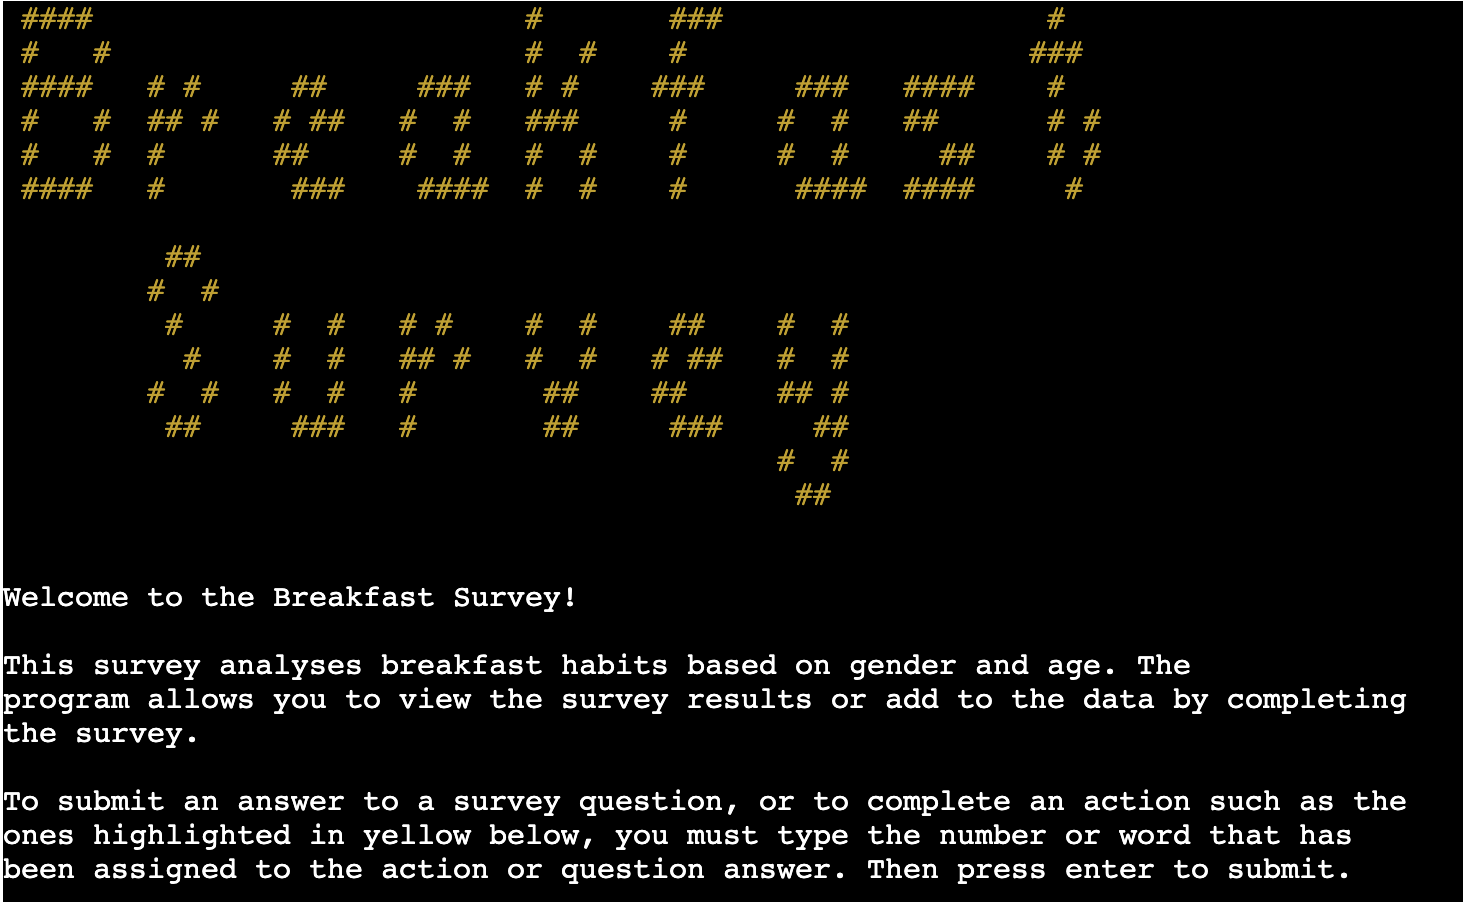 Breakfast
Survey
Welcome to the Breakfast Survey!
This survey analyses breakfast habits based on gender and age. The
program allows you to view the survey results or add to the data by completing
the survey.
To submit an answer to a survey question, or to complete an action such as the
ones highlighted in yellow below, you must type the number or word that has
been assigned to the action or question answer. Then press enter to submit.